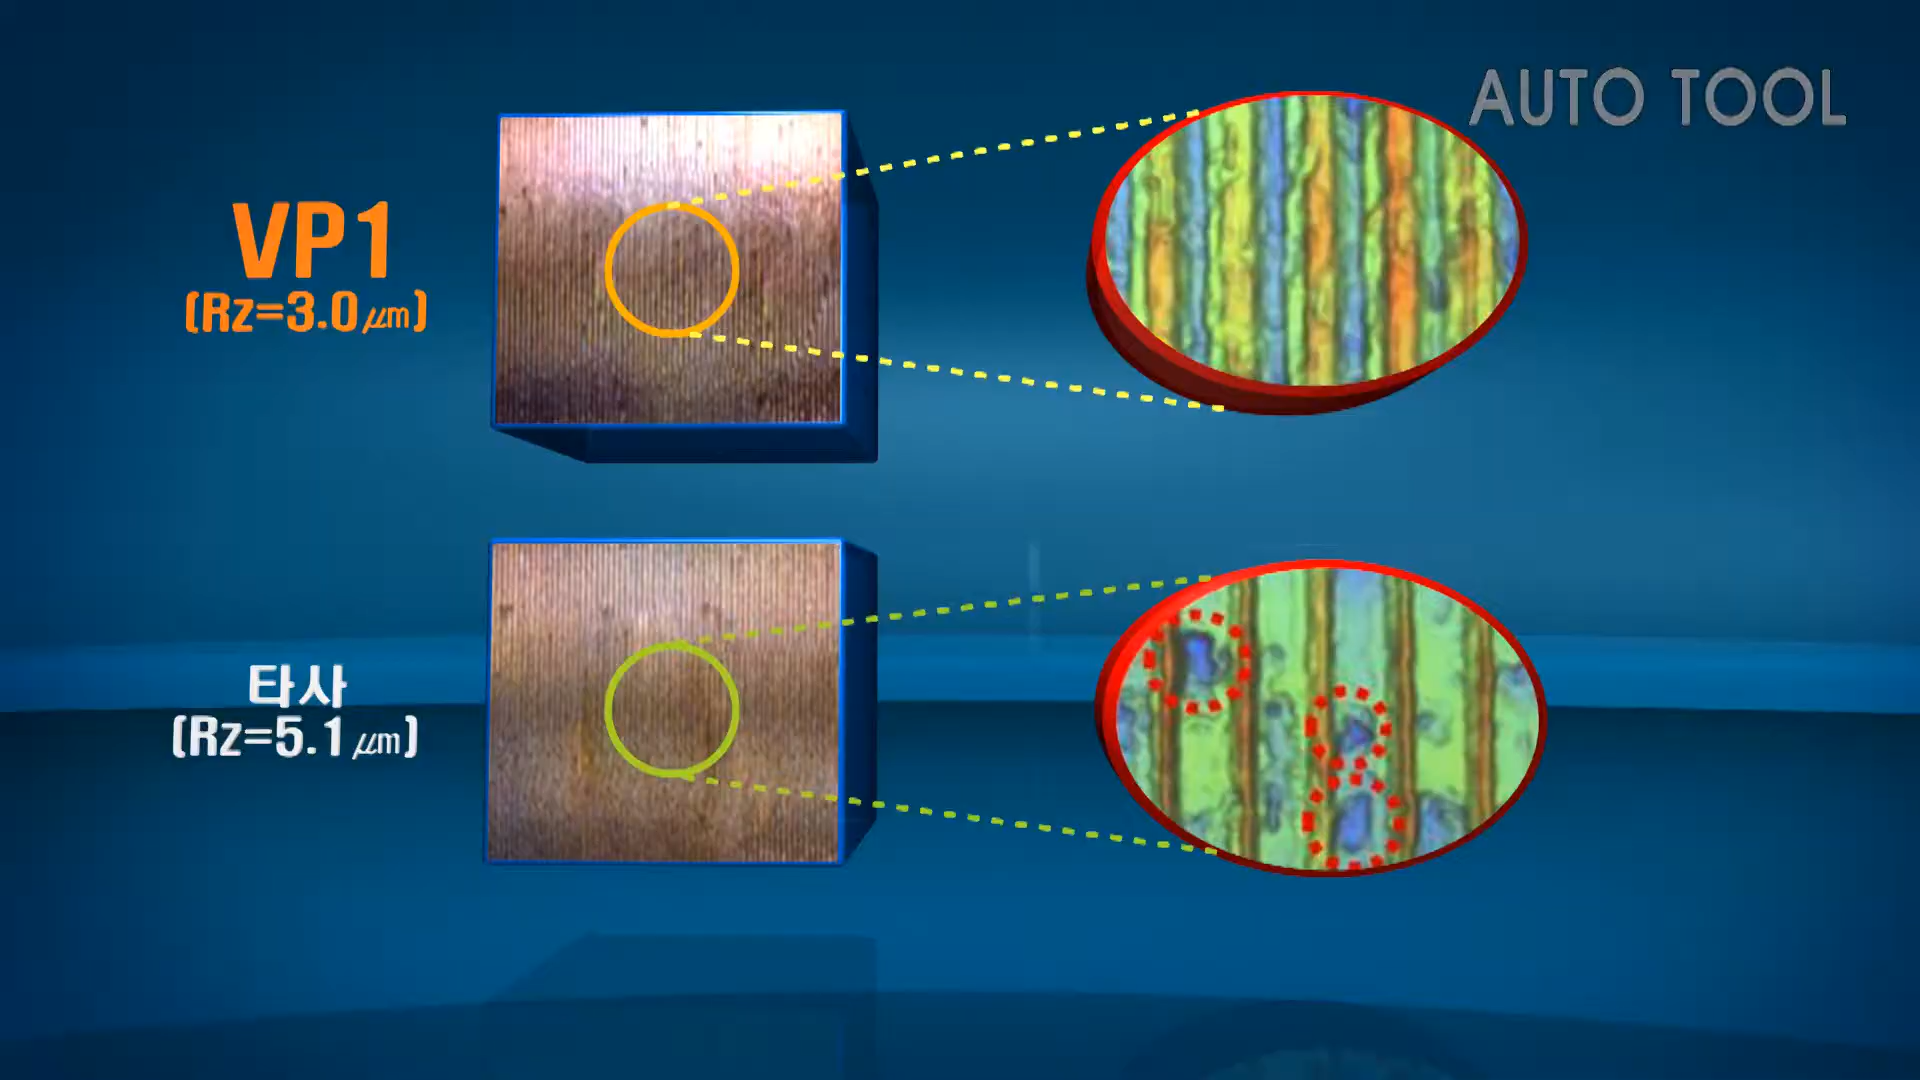 AUTO TOOL
VP1
(Rz=3.0㎛)
타사
(Rz=5.1㎛)